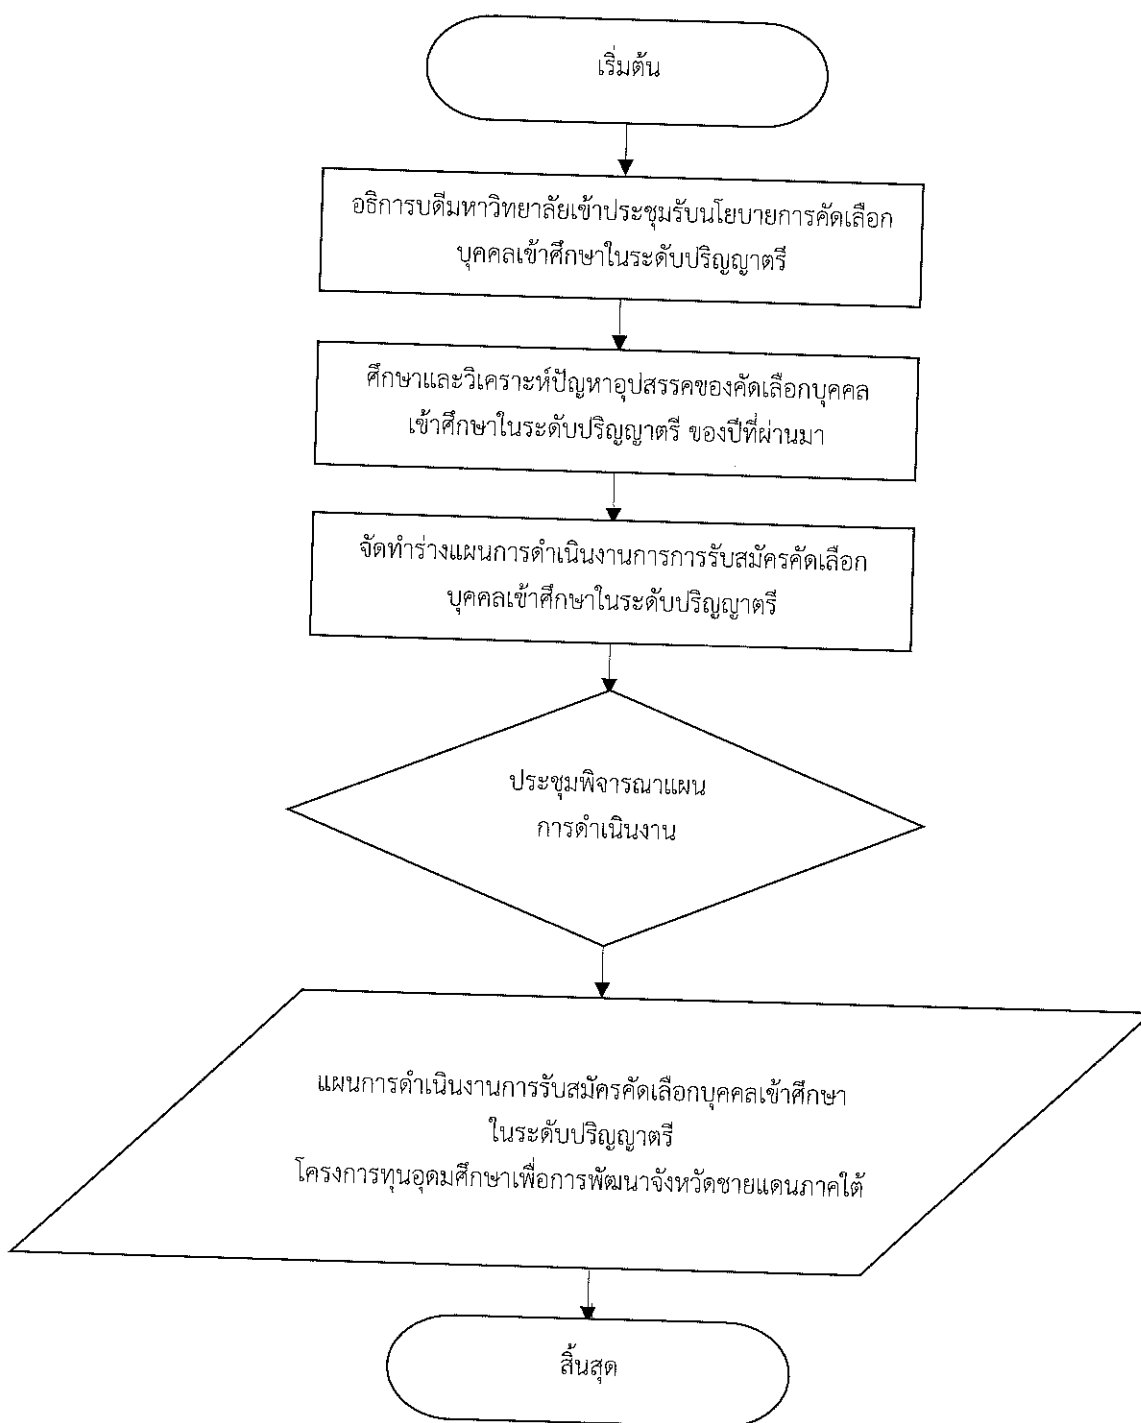 เริ่มต้น
อธิการบดีมหาวิทยาลัยเข้าประชุมรับนโยบายการคัดเลือก
บุคคลเข้าศึกษาในระดับปริญญาตรี
ศึกษาและวิเคราะห์ปัญหาอุปสรรคของคัดเลือกบุคคล
เข้าศึกษาในระดับปริญญาตรี ของปีที่ผ่านมา
จัดทำร่างแผนการดำเนินงานการการรับสมัครคัดเลือก
บุคคลเข้าศึกษาในระดับปริญญาตรี
ประชุมพิจารณาแผน
การดำเนินงาน
แผนการดำเนินงานการรับสมัครคัดเลือกบุคคลเข้าศึกษา
ในระดับปริญญาตรี
โครงการทุนอุดมศึกษาเพื่อการพัฒนาจังหวัดชายแดนภาคใต้
สิ้นสุด